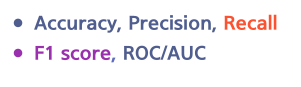 • Accuracy, Precision, Recall
• F1 score, ROC/AUC